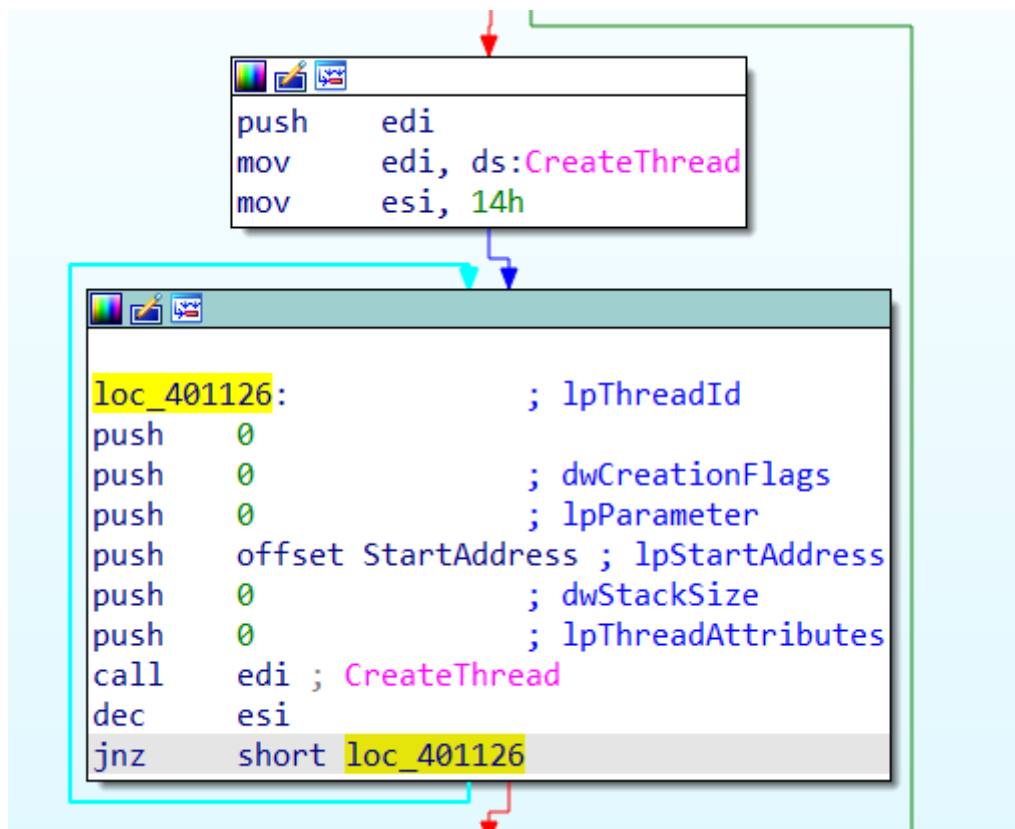 push edi
mov edi, ds:CreateThread
mov esi, 14h
loc_401126: ; lpThreadId
push 0
push 0 ; dwCreationFlags
push 0 ; lpParameter
push offset StartAddress ; lpStartAddress
push 0 ; dwStackSize
push 0 ; lpThreadAttributes
call edi ; CreateThread
dec esi
jnz short loc_401126